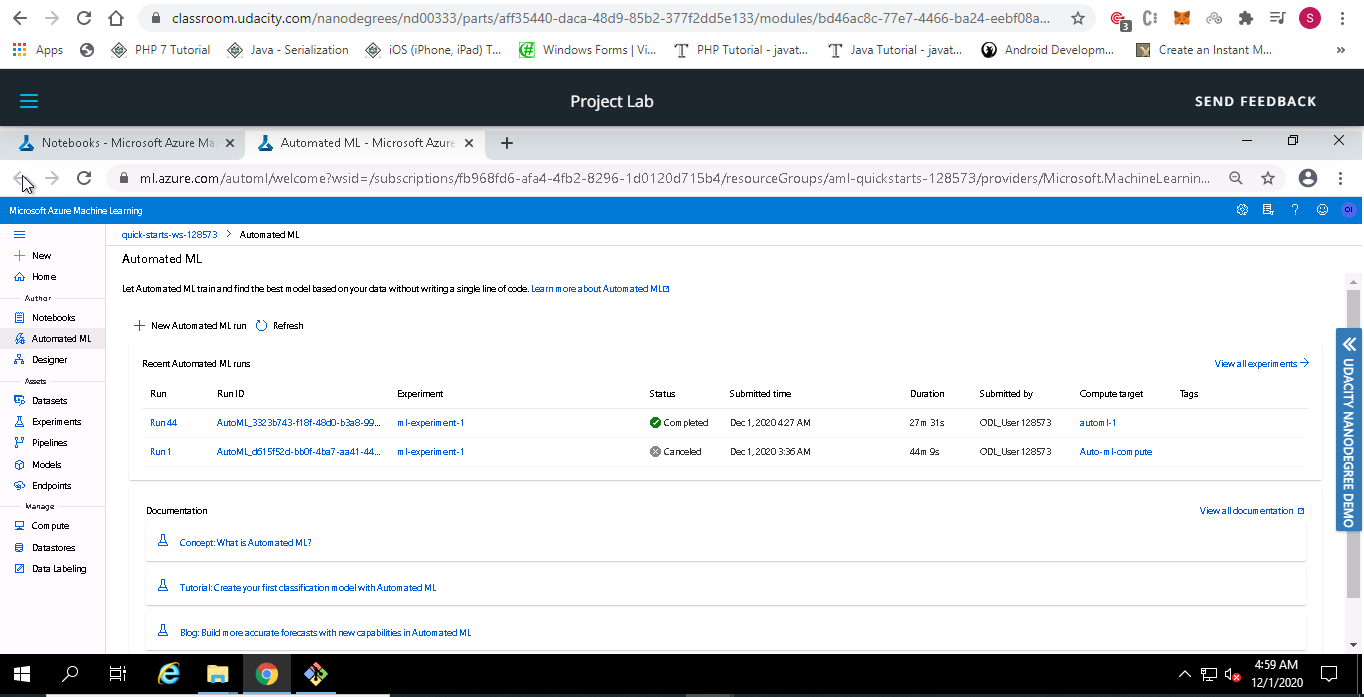 classroom.udacity.com/nanodegrees/nd00333/parts/aff35440-daca-48d9-85b2-377f2dd5e133/modules/bd46ac8c-77e7-4466-ba24-eebf08a...
3
S
Apps PHP 7 Tutorial Java - Serialization iOS (iPhone, iPad) T... Windows Forms | Vi... PHP Tutorial - javat... Java Tutorial - javat... Android Developm... Create an Instant M... »
Project Lab
SEND FEEDBACK
Notebooks - Microsoft Azure Ma
Automated ML - Microsoft Azure
ml.azure.com/automl/welcome?wsid=/subscriptions/fb968fd6-afa4-4fb2-8296-1d0120d715b4/resourceGroups/aml-quickstarts-128573/providers/Microsoft.MachineLearnin...
Microsoft Azure Machine Learning
OI
New
Home
Author
Notebooks
Automated ML
Designer
Assets
Datasets
Experiments
Pipelines
Models
Endpoints
Manage
Compute
Datastores
Data Labeling
quick-starts-ws-128573 > Automated ML
Automated ML
Let Automated ML train and find the best model based on your data without writing a single line of code. Learn more about Automated ML
New Automated ML run Refresh
Recent Automated ML runs
View all experiments
Run Run ID Experiment Status Submitted time Duration Submitted by Compute target Tags
Run 44 AutoML_3323b743-f18f-48d0-b3a8-99... ml-experiment-1 Completed Dec 1, 2020 4:27 AM 27m 31s ODL_User 128573 automl-1
Run 1 AutoML_d615f52d-bb0f-4ba7-aa41-44... ml-experiment-1 Canceled Dec 1, 2020 3:36 AM 44m 9s ODL_User 128573 Auto-ml-compute
Documentation
View all documentation
Concept: What is Automated ML?
Tutorial: Create your first classification model with Automated ML
Blog: Build more accurate forecasts with new capabilities in Automated ML
UDACITY NANODEGREE DEMO
4:59 AM
12/1/2020